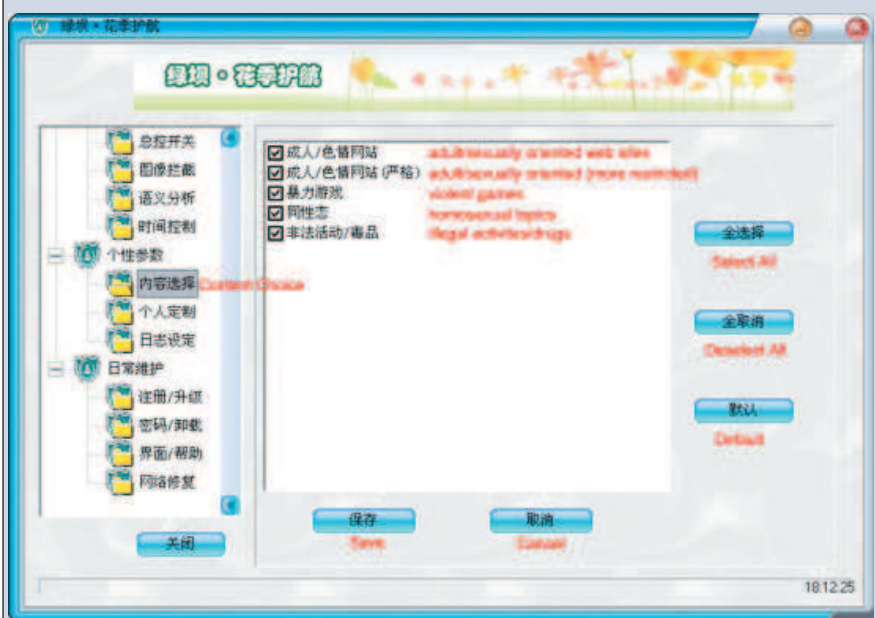 绿坝·花季护航
绿坝·花季护航
总控开关
图像拦截
语义分析
时间控制
个性参数
内容选择 Content Choice
个人定制
日志设定
日常维护
注册/升级
密码/卸载
界面/帮助
网络修复
关闭
成人/色情网站 adult/sexually oriented web sites
成人/色情网站(严格) adult/sexually oriented (more restricted)
暴力游戏 violent games
同性恋 homosexual topics
非法活动/毒品 illegal activities/drugs
全选择
Select All
全取消
Deselect All
默认
Default
保存
Save
取消
Cancel
18:12:25